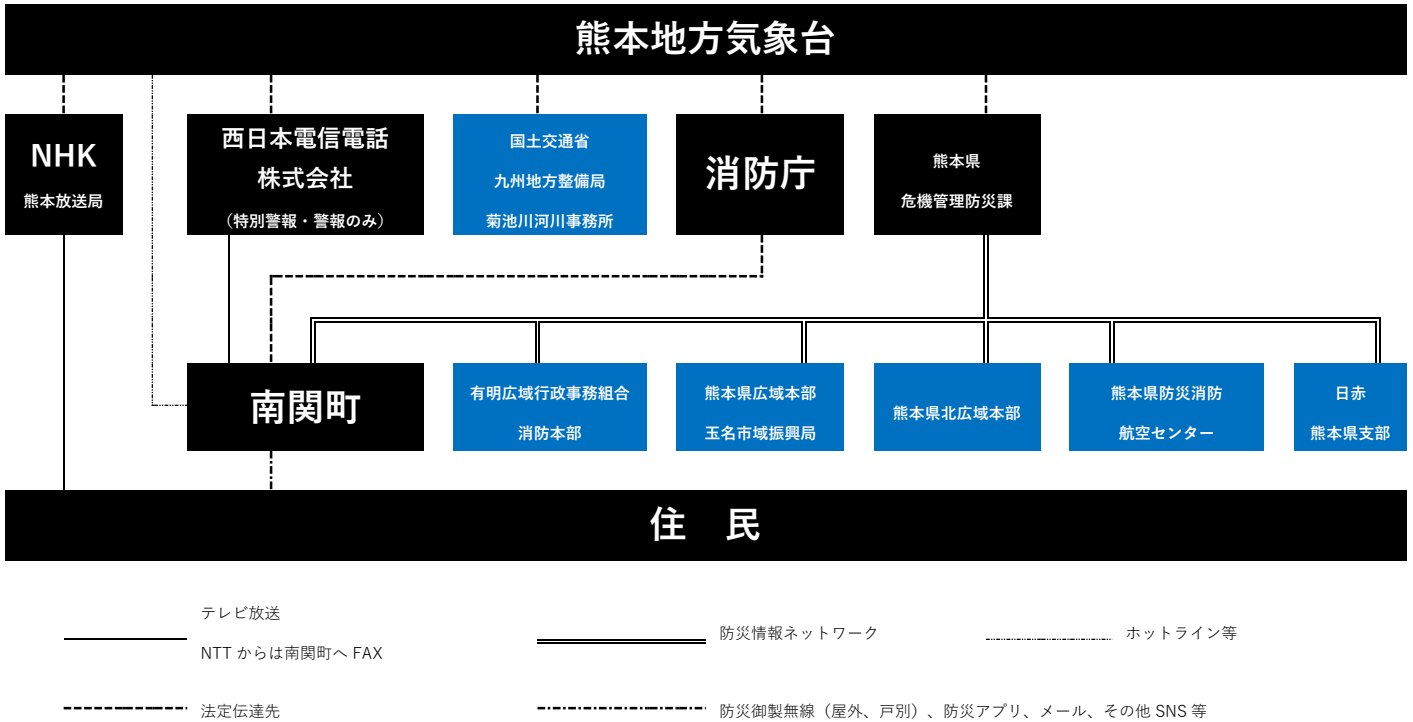 熊本地方気象台
NHK
熊本放送局
西日本電信電話
株式会社
（特別警報・警報のみ）
国土交通省
九州地方整備局
菊池川河川事務所
消防庁
熊本県
危機管理防災課
南関町
有明広域行政事務組合
消防本部
熊本県広域本部
玉名市域振興局
熊本県北広域本部
熊本県防災消防
航空センター
日赤
熊本県支部
住　民
テレビ放送
NTT からは南関町へ FAX
防災情報ネットワーク
ホットライン等
法定伝達先
防災御製無線（屋外、戸別）、防災アプリ、メール、その他 SNS 等